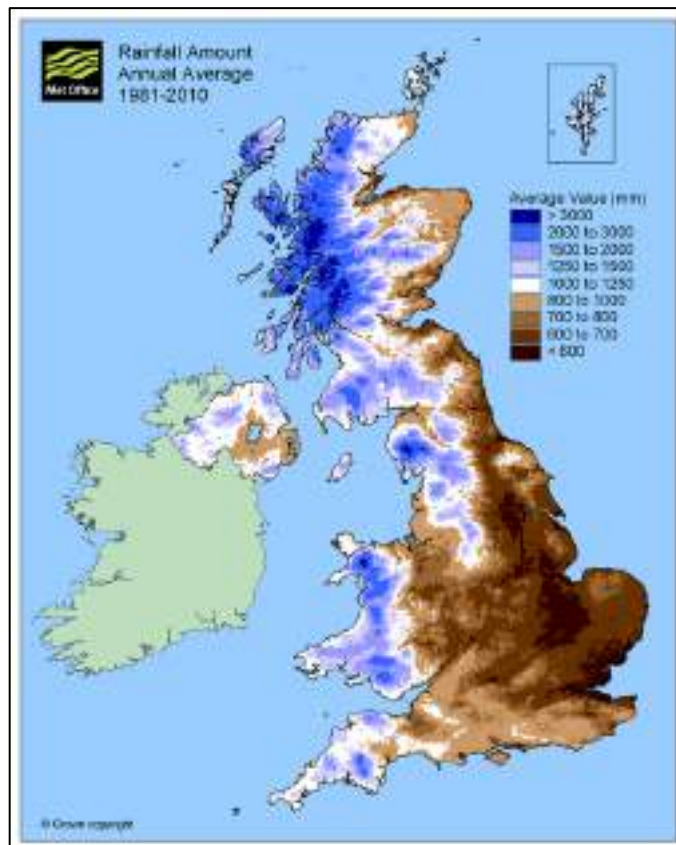 Met Office
Rainfall Amount
Annual Average
1981-2010
Average Value (mm)
> 3000
2000 to 3000
1500 to 2000
1250 to 1500
1000 to 1250
800 to 1000
700 to 800
600 to 700
< 600
© Crown copyright